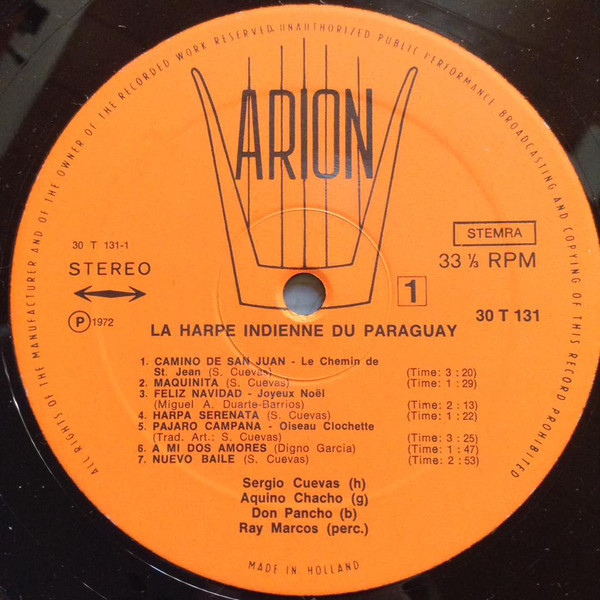 ALL RIGHTS OF THE MANUFACTURER AND OF THE OWNER OF THE RECORDED WORK RESERVED. UNAUTHORIZED PUBLIC PERFORMANCE BROADCASTING AND COPYING OF THIS RECORD PROHIBITED
ARION
30 T 131-1
STEREO
STEMRA
33 ⅓ RPM
1
Ⓟ 1972
30 T 131
LA HARPE INDIENNE DU PARAGUAY
1. CAMINO DE SAN JUAN - Le Chemin de
St. Jean (S. Cuevas) (Time: 3 : 20)
2. MAQUINITA (S. Cuevas) (Time: 1 : 29)
3. FELIZ NAVIDAD - Joyeux Noël
(Miguel A. Duarte-Barrios) (Time: 2 : 13)
4. HARPA SERENATA (S. Cuevas) (Time: 1 : 22)
5. PAJARO CAMPANA - Oiseau Clochette
(Trad. Art.: S. Cuevas) (Time: 3 : 25)
6. A MI DOS AMORES (Digno Garcia) (Time: 1 : 47)
7. NUEVO BAILE (S. Cuevas) (Time: 2 : 53)
Sergio Cuevas (h)
Aquino Chacho (g)
Don Pancho (b)
Ray Marcos (perc.)
MADE IN HOLLAND